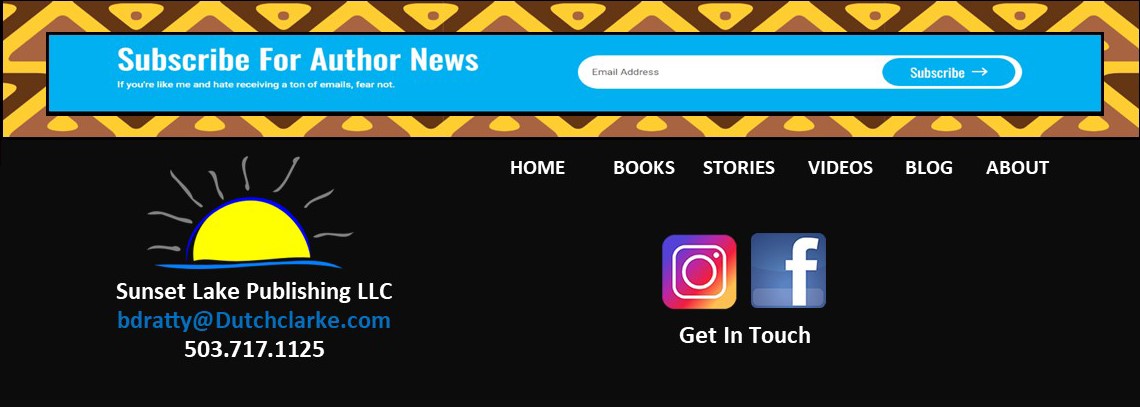 Subscribe For Author News
If you're like me and hate receiving a ton of emails, fear not.
Email Address
Subscribe →
HOME BOOKS STORIES VIDEOS BLOG ABOUT
Sunset Lake Publishing LLC
bdratty@Dutchclarke.com
503.717.1125
Get In Touch